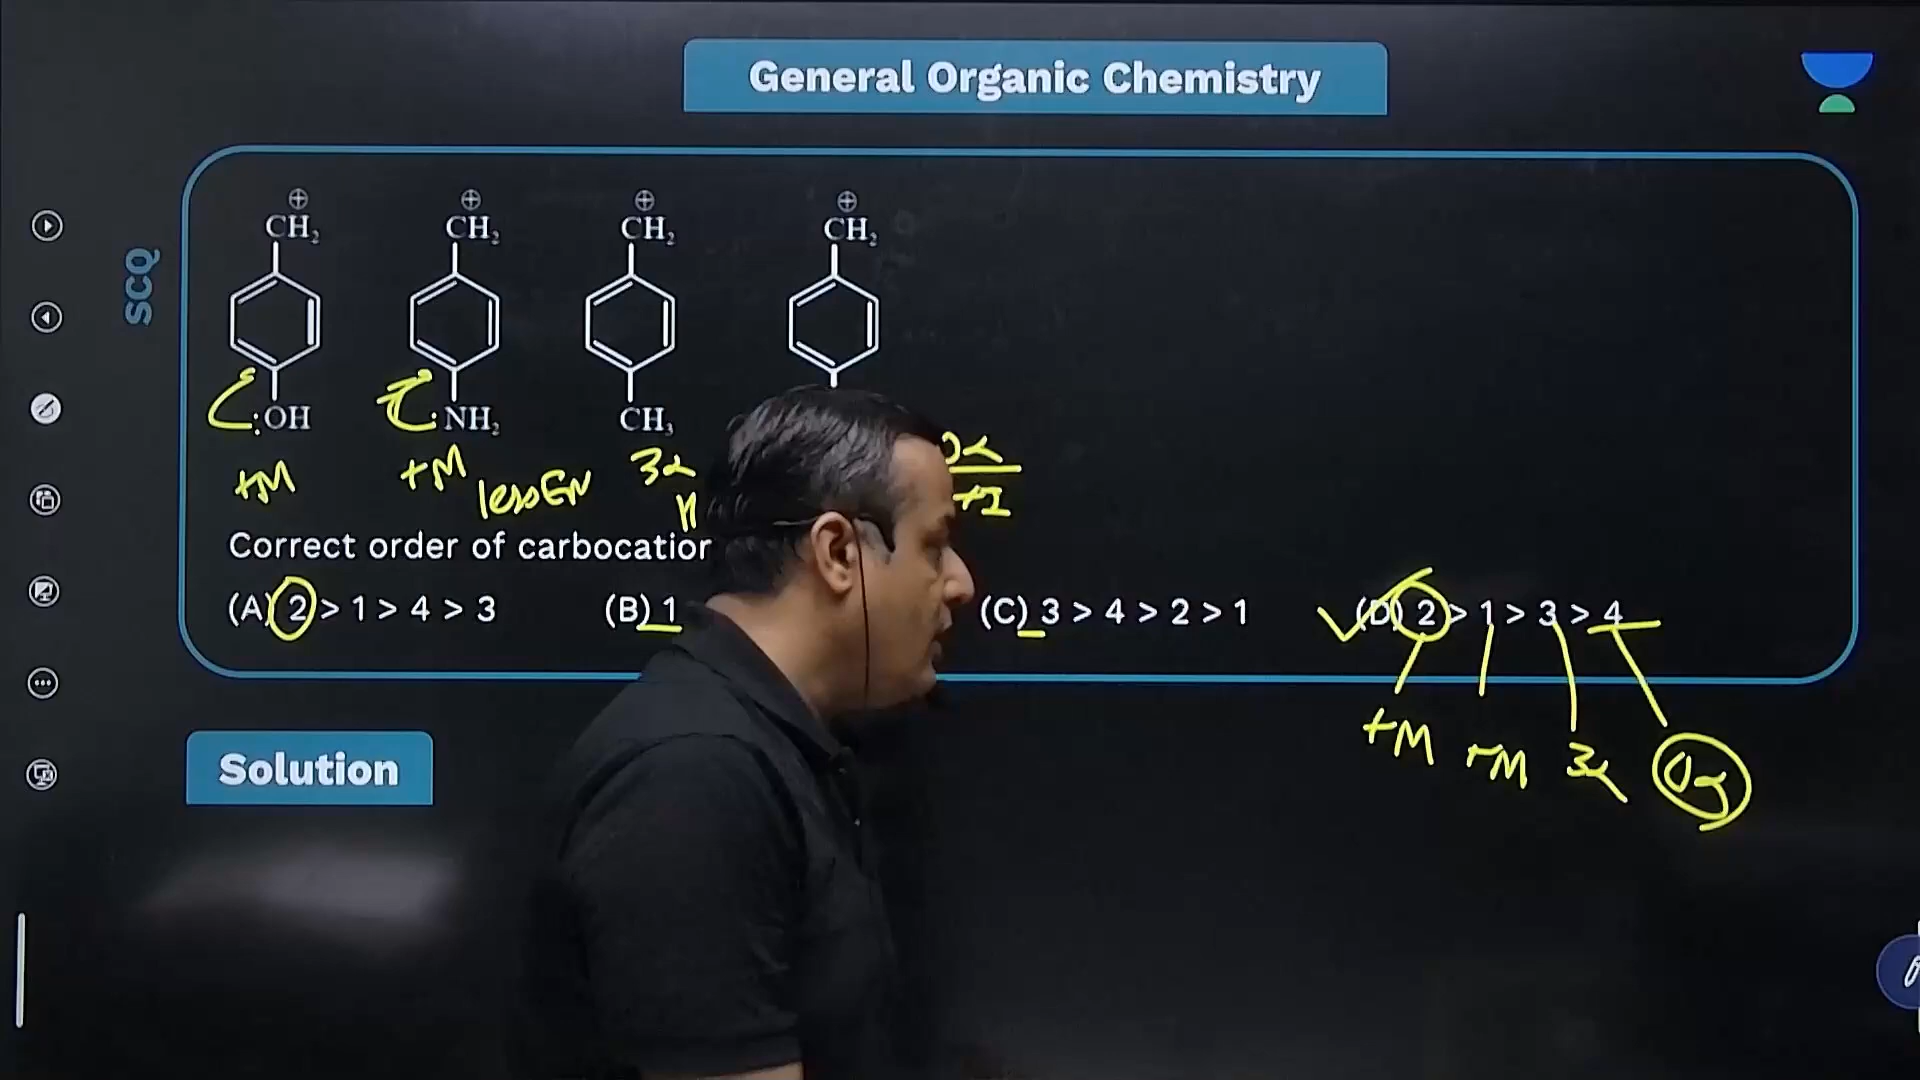 General Organic Chemistry
SCQ
CH₂⊕ CH₂⊕ CH₂⊕ CH₂⊕
:OH :NH₂ CH₃
+M +M less EN 3α H +I
Correct order of
(A) 2 > 1 > 4 > 3 (B) 1 (C) 3 > 4 > 2 > 1 (D) 2 > 1 > 3 > 4
+M +M 3α 0α
Solution